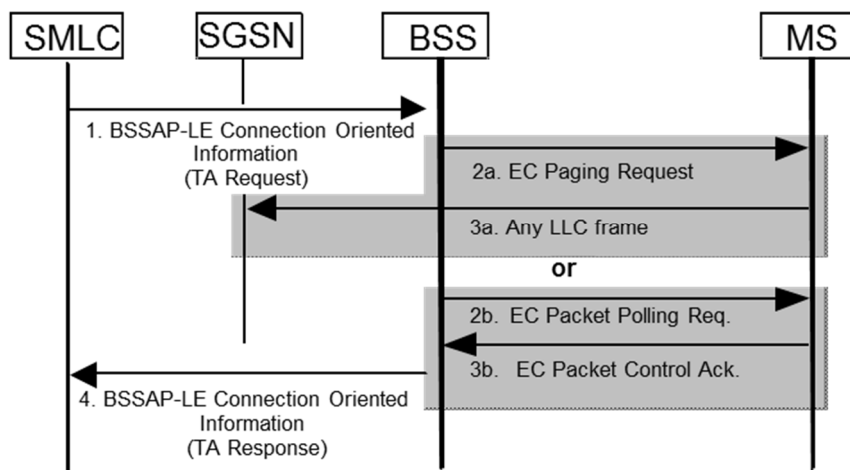 SMLC
SGSN
BSS
MS
1. BSSAP-LE Connection Oriented
Information
(TA Request)
2a. EC Paging Request
3a. Any LLC frame
or
2b. EC Packet Polling Req.
3b. EC Packet Control Ack.
4. BSSAP-LE Connection Oriented
Information
(TA Response)